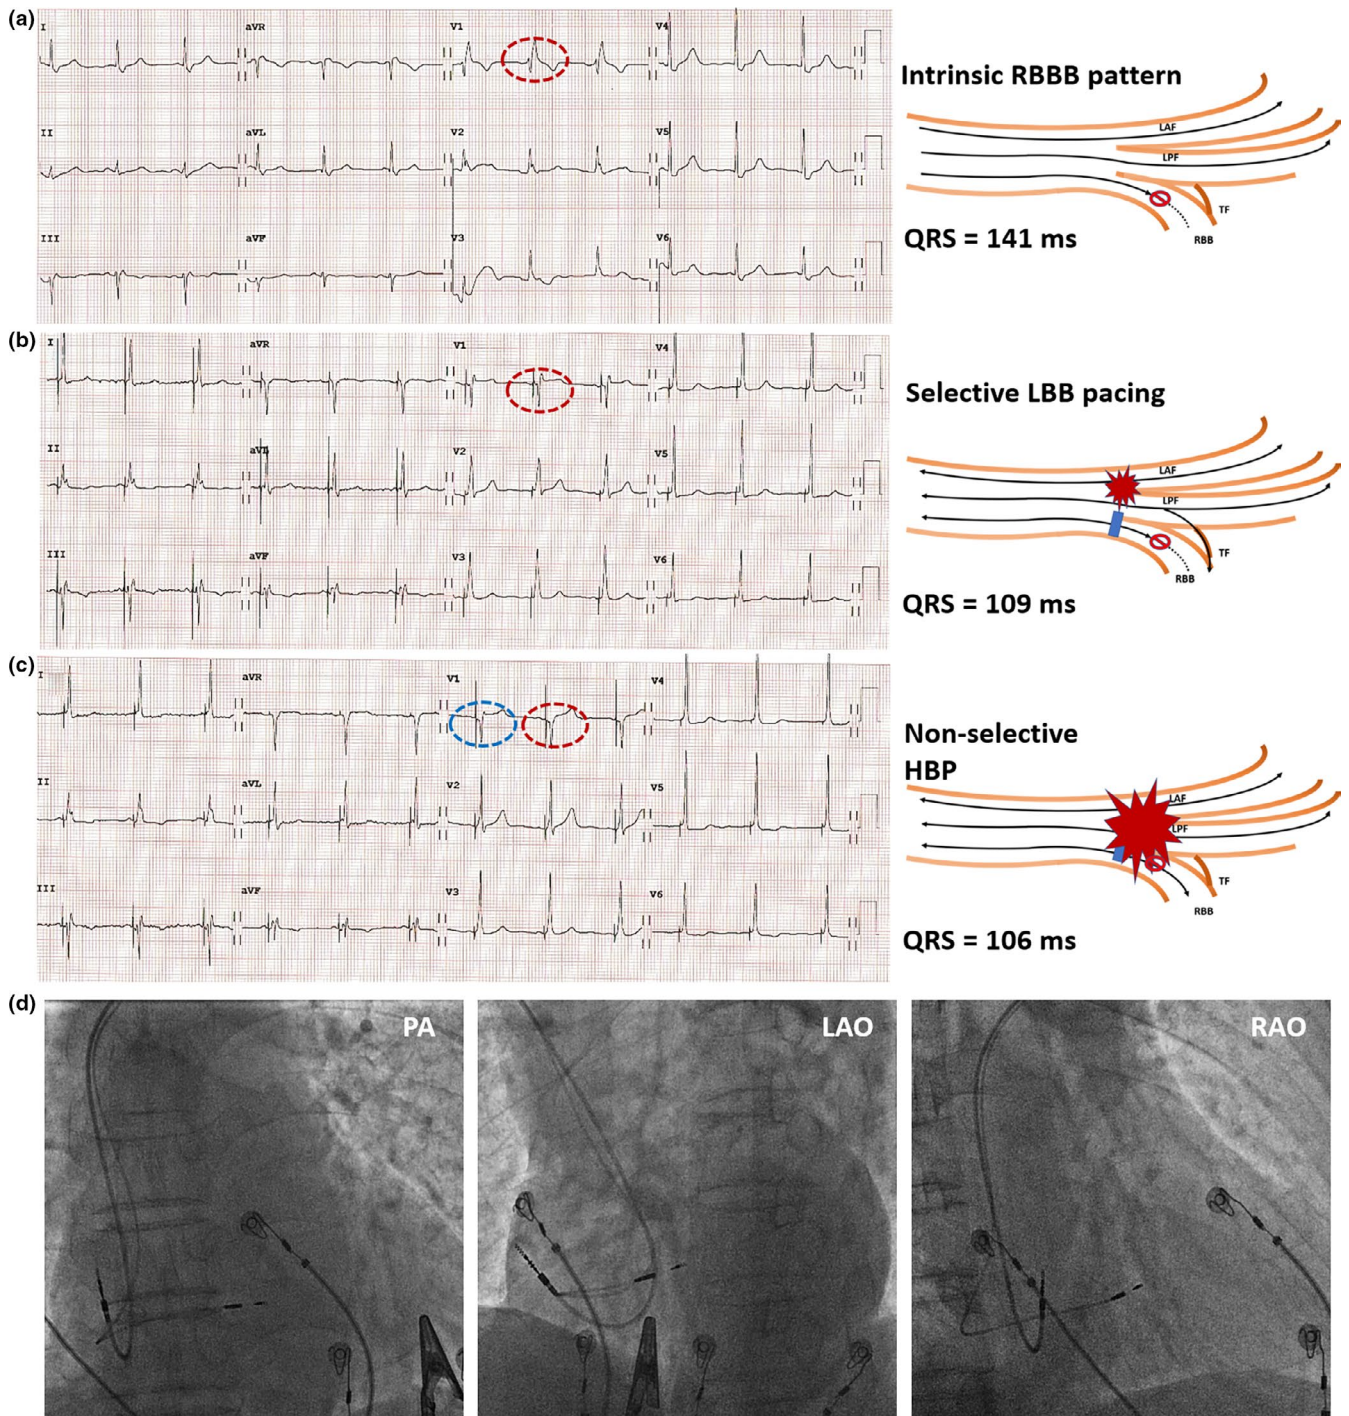 (a)
I
aVR
V1
V4
II
aVL
V2
V5
III
aVF
V3
V6
Intrinsic RBBB pattern
LAF
LPF
TF
RBB
QRS = 141 ms
(b)
I
aVR
V1
V4
II
aVL
V2
V5
III
aVF
V3
V6
Selective LBB pacing
LAF
LPF
TF
RBB
QRS = 109 ms
(c)
I
aVR
V1
V4
II
aVL
V2
V5
III
aVF
V3
V6
Non-selective
HBP
LAF
LPF
TF
RBB
QRS = 106 ms
(d)
PA
LAO
RAO